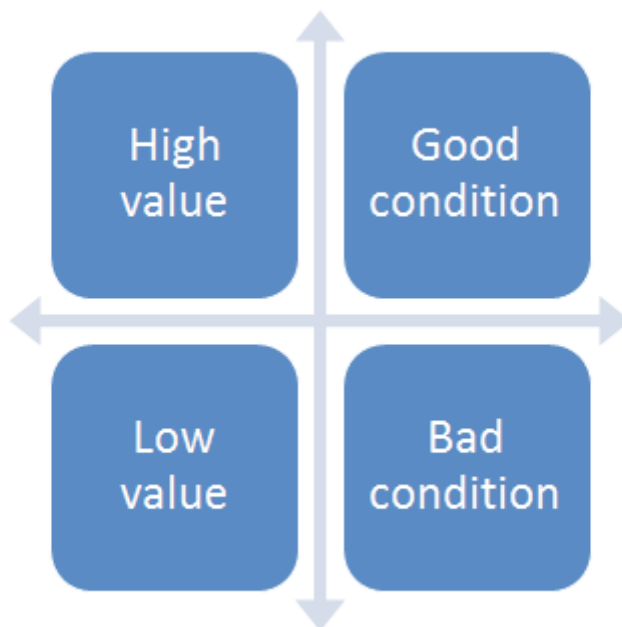 High
value
Good
condition
Low
value
Bad
condition